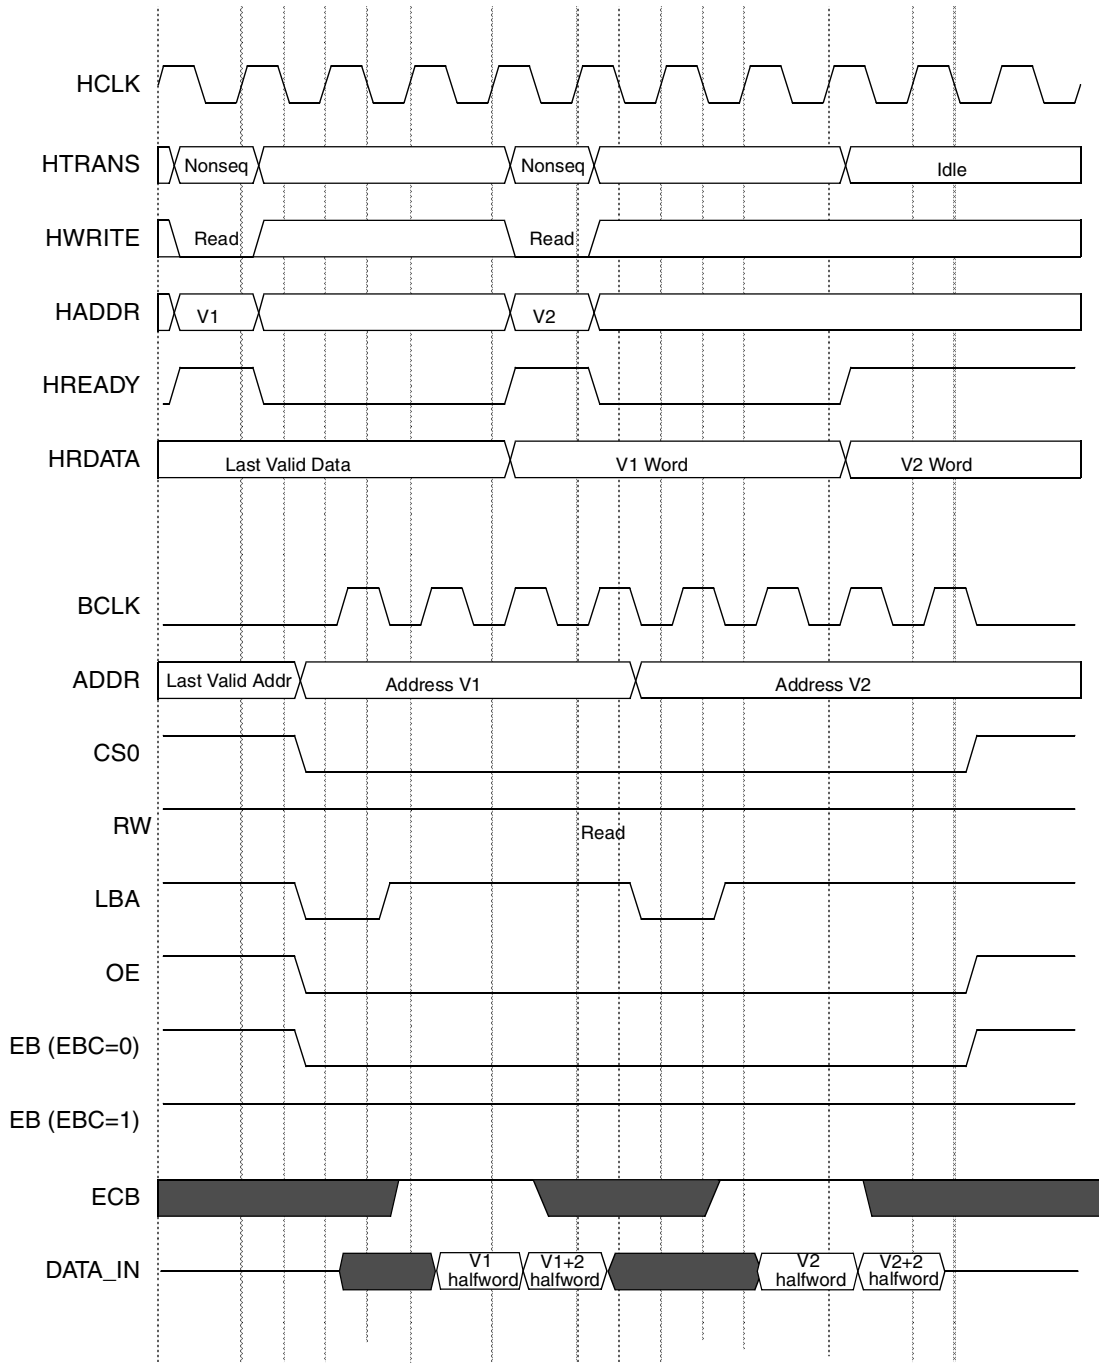 HCLK
HTRANS Nonseq Nonseq Idle
HWRITE Read Read
HADDR V1 V2
HREADY
HRDATA Last Valid Data V1 Word V2 Word
BCLK
ADDR Last Valid Addr Address V1 Address V2
CS0
RW Read
LBA
OE
EB (EBC=0)
EB (EBC=1)
ECB
DATA_IN V1 V1+2 V2 V2+2
halfword halfword halfword halfword